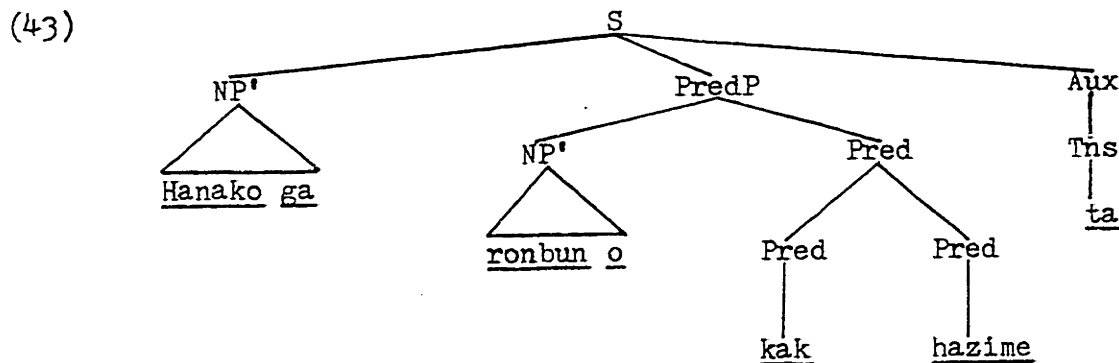 (43)
S
NP' PredP Aux
NP' Pred Tns
Hanako ga ta
ronbun o Pred Pred
kak hazime